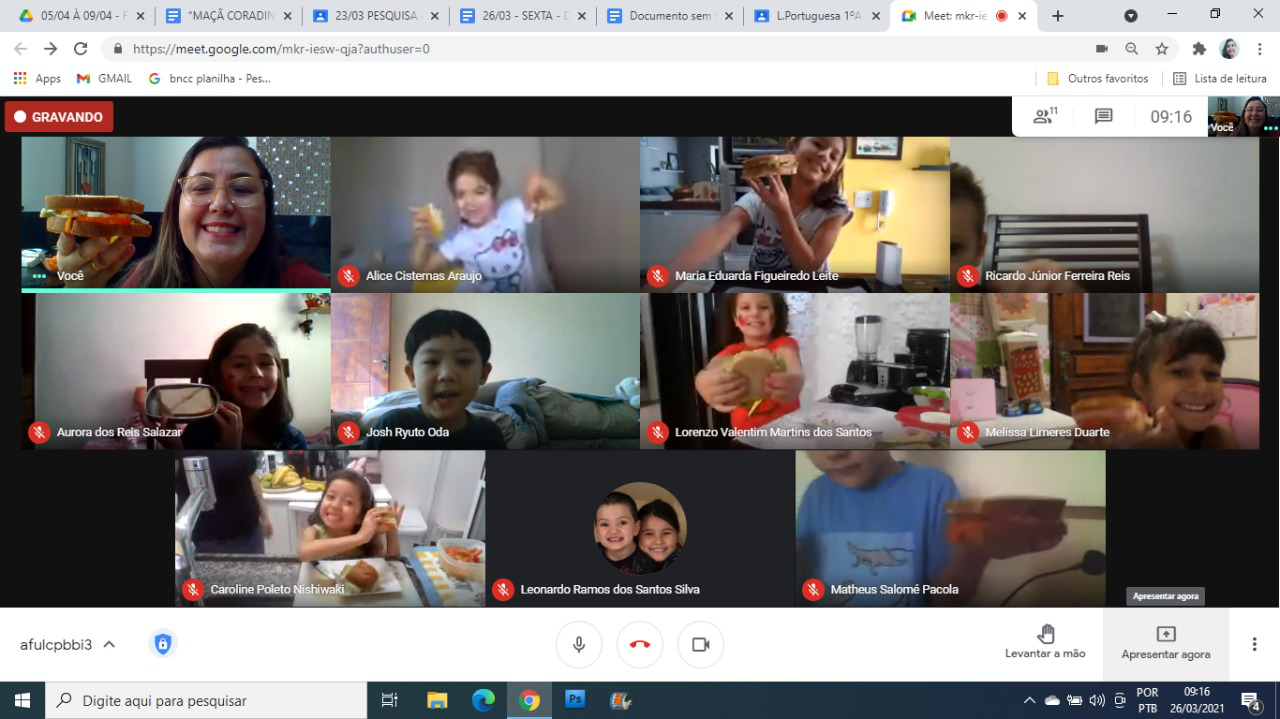 05/04 À 09/04 - F
"MAÇÃ CORADIN
23/03 PESQUISA
26/03 - SEXTA - D
Documento sem
L.Portuguesa 1ºA
Meet: mkr-ie
https://meet.google.com/mkr-iesw-qja?authuser=0
Apps
GMAIL
bncc planilha - Pes...
Outros favoritos
Lista de leitura
GRAVANDO
11
09:16
Você
Você
Alice Cisternas Araujo
Maria Eduarda Figueiredo Leite
Ricardo Júnior Ferreira Reis
Aurora dos Reis Salazar
Josh Ryuto Oda
Lorenzo Valentim Martins dos Santos
Melissa Limeres Duarte
Caroline Poleto Nishiwaki
Leonardo Ramos dos Santos Silva
Matheus Salomé Pacola
Apresentar agora
afulcpbbi3
Levantar a mão
Apresentar agora
Digite aqui para pesquisar
Ps
POR
PTB
09:16
26/03/2021
4